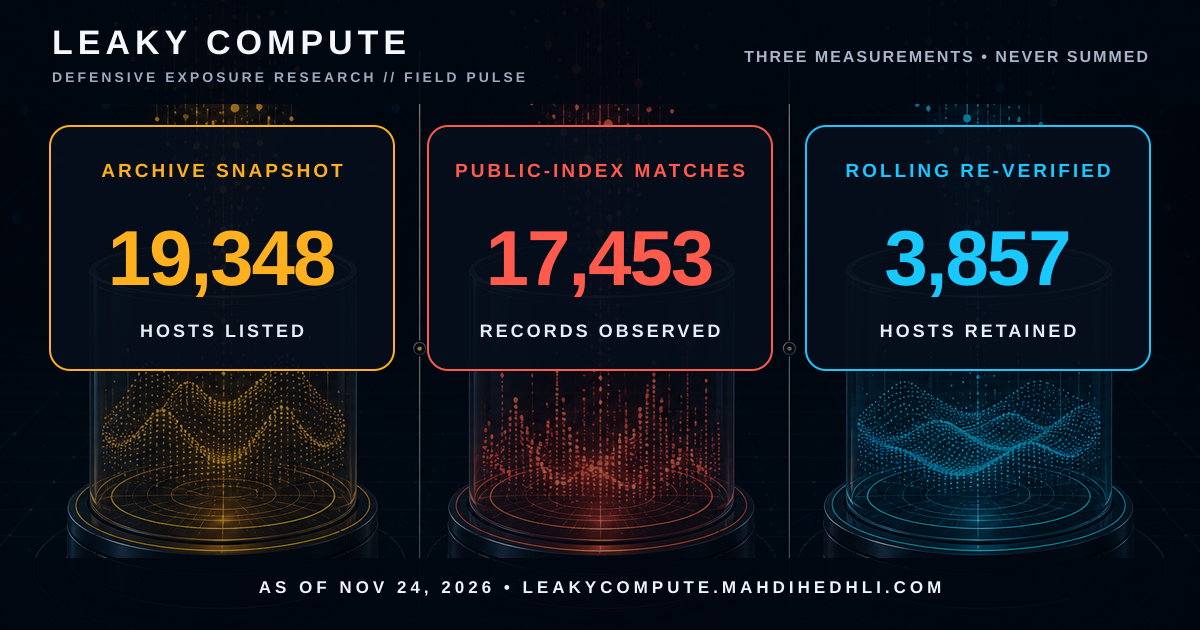 LEAKY COMPUTE
DEFENSIVE EXPOSURE RESEARCH // FIELD PULSE
THREE MEASUREMENTS • NEVER SUMMED
ARCHIVE SNAPSHOT
19,348
HOSTS LISTED
PUBLIC-INDEX MATCHES
17,453
RECORDS OBSERVED
ROLLING RE-VERIFIED
3,857
HOSTS RETAINED
AS OF NOV 24, 2026 • LEAKYCOMPUTE.MAHDIHEDHLI.COM